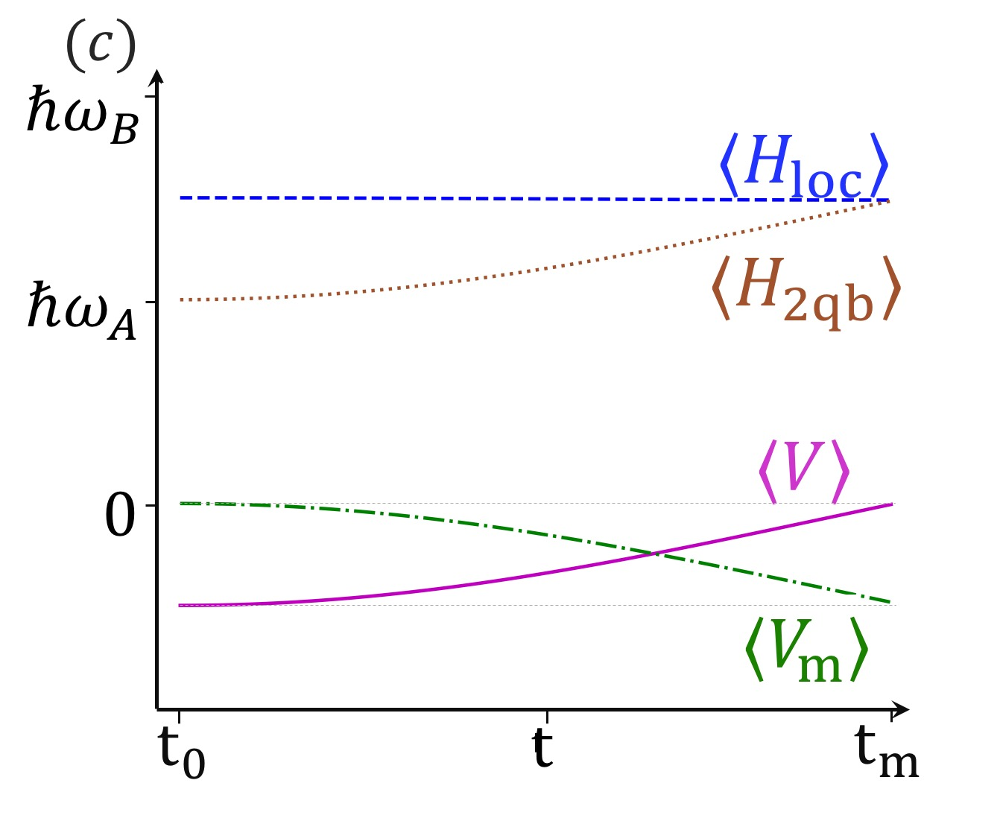 (c)
ℏω_B
⟨H_loc⟩
ℏω_A
⟨H_2qb⟩
⟨V⟩
0
⟨V_m⟩
t_0
t
t_m